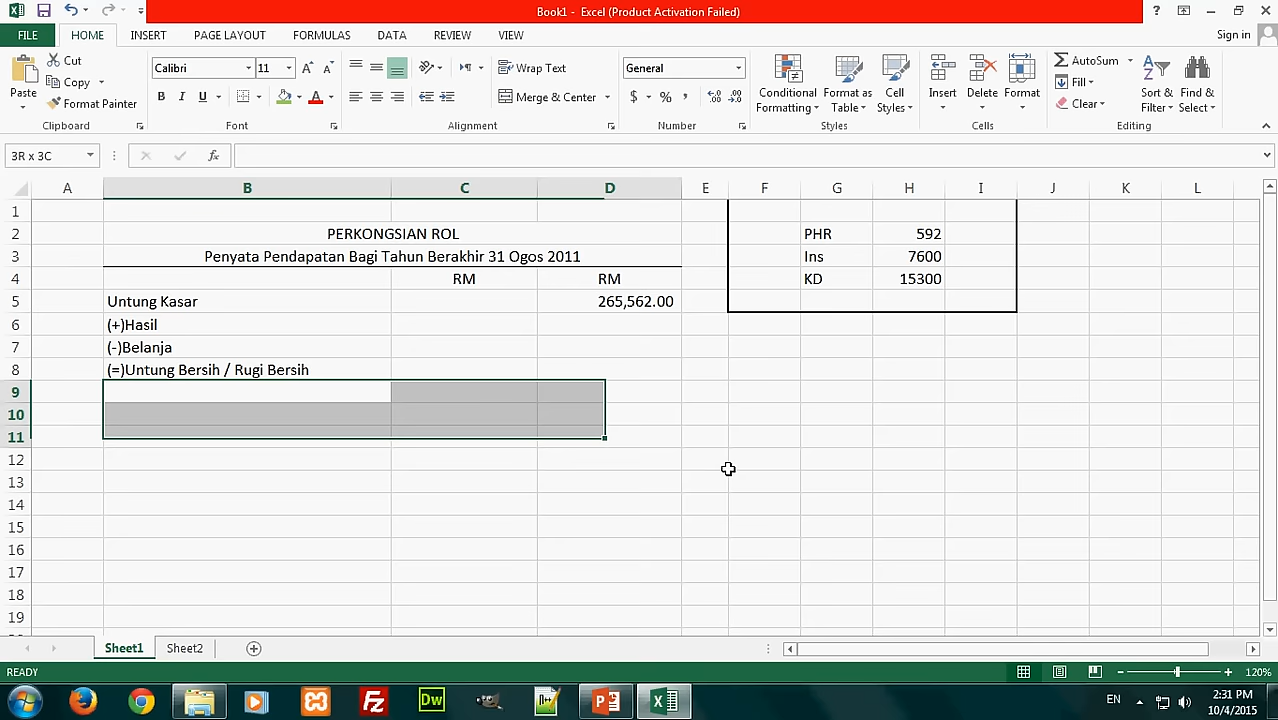 Book1 - Excel (Product Activation Failed)
FILE HOME INSERT PAGE LAYOUT FORMULAS DATA REVIEW VIEW Sign in
Paste Cut Copy Format Painter Clipboard
Calibri 11 B I U A Font
Wrap Text Merge & Center Alignment
General $ % , Number
Conditional Formatting Format as Table Cell Styles Styles
Insert Delete Format Cells
AutoSum Fill Clear Sort & Filter Find & Select Editing
3R x 3C fx
A B C D E F G H I J K L
1
2 PERKONGSIAN ROL PHR 592
3 Penyata Pendapatan Bagi Tahun Berakhir 31 Ogos 2011 Ins 7600
4 RM RM KD 15300
5 Untung Kasar 265,562.00
6 (+)Hasil
7 (-)Belanja
8 (=)Untung Bersih / Rugi Bersih
9
10
11
12
13
14
15
16
17
18
19
Sheet1 Sheet2
READY 120%
Dw EN 2:31 PM
10/4/2015